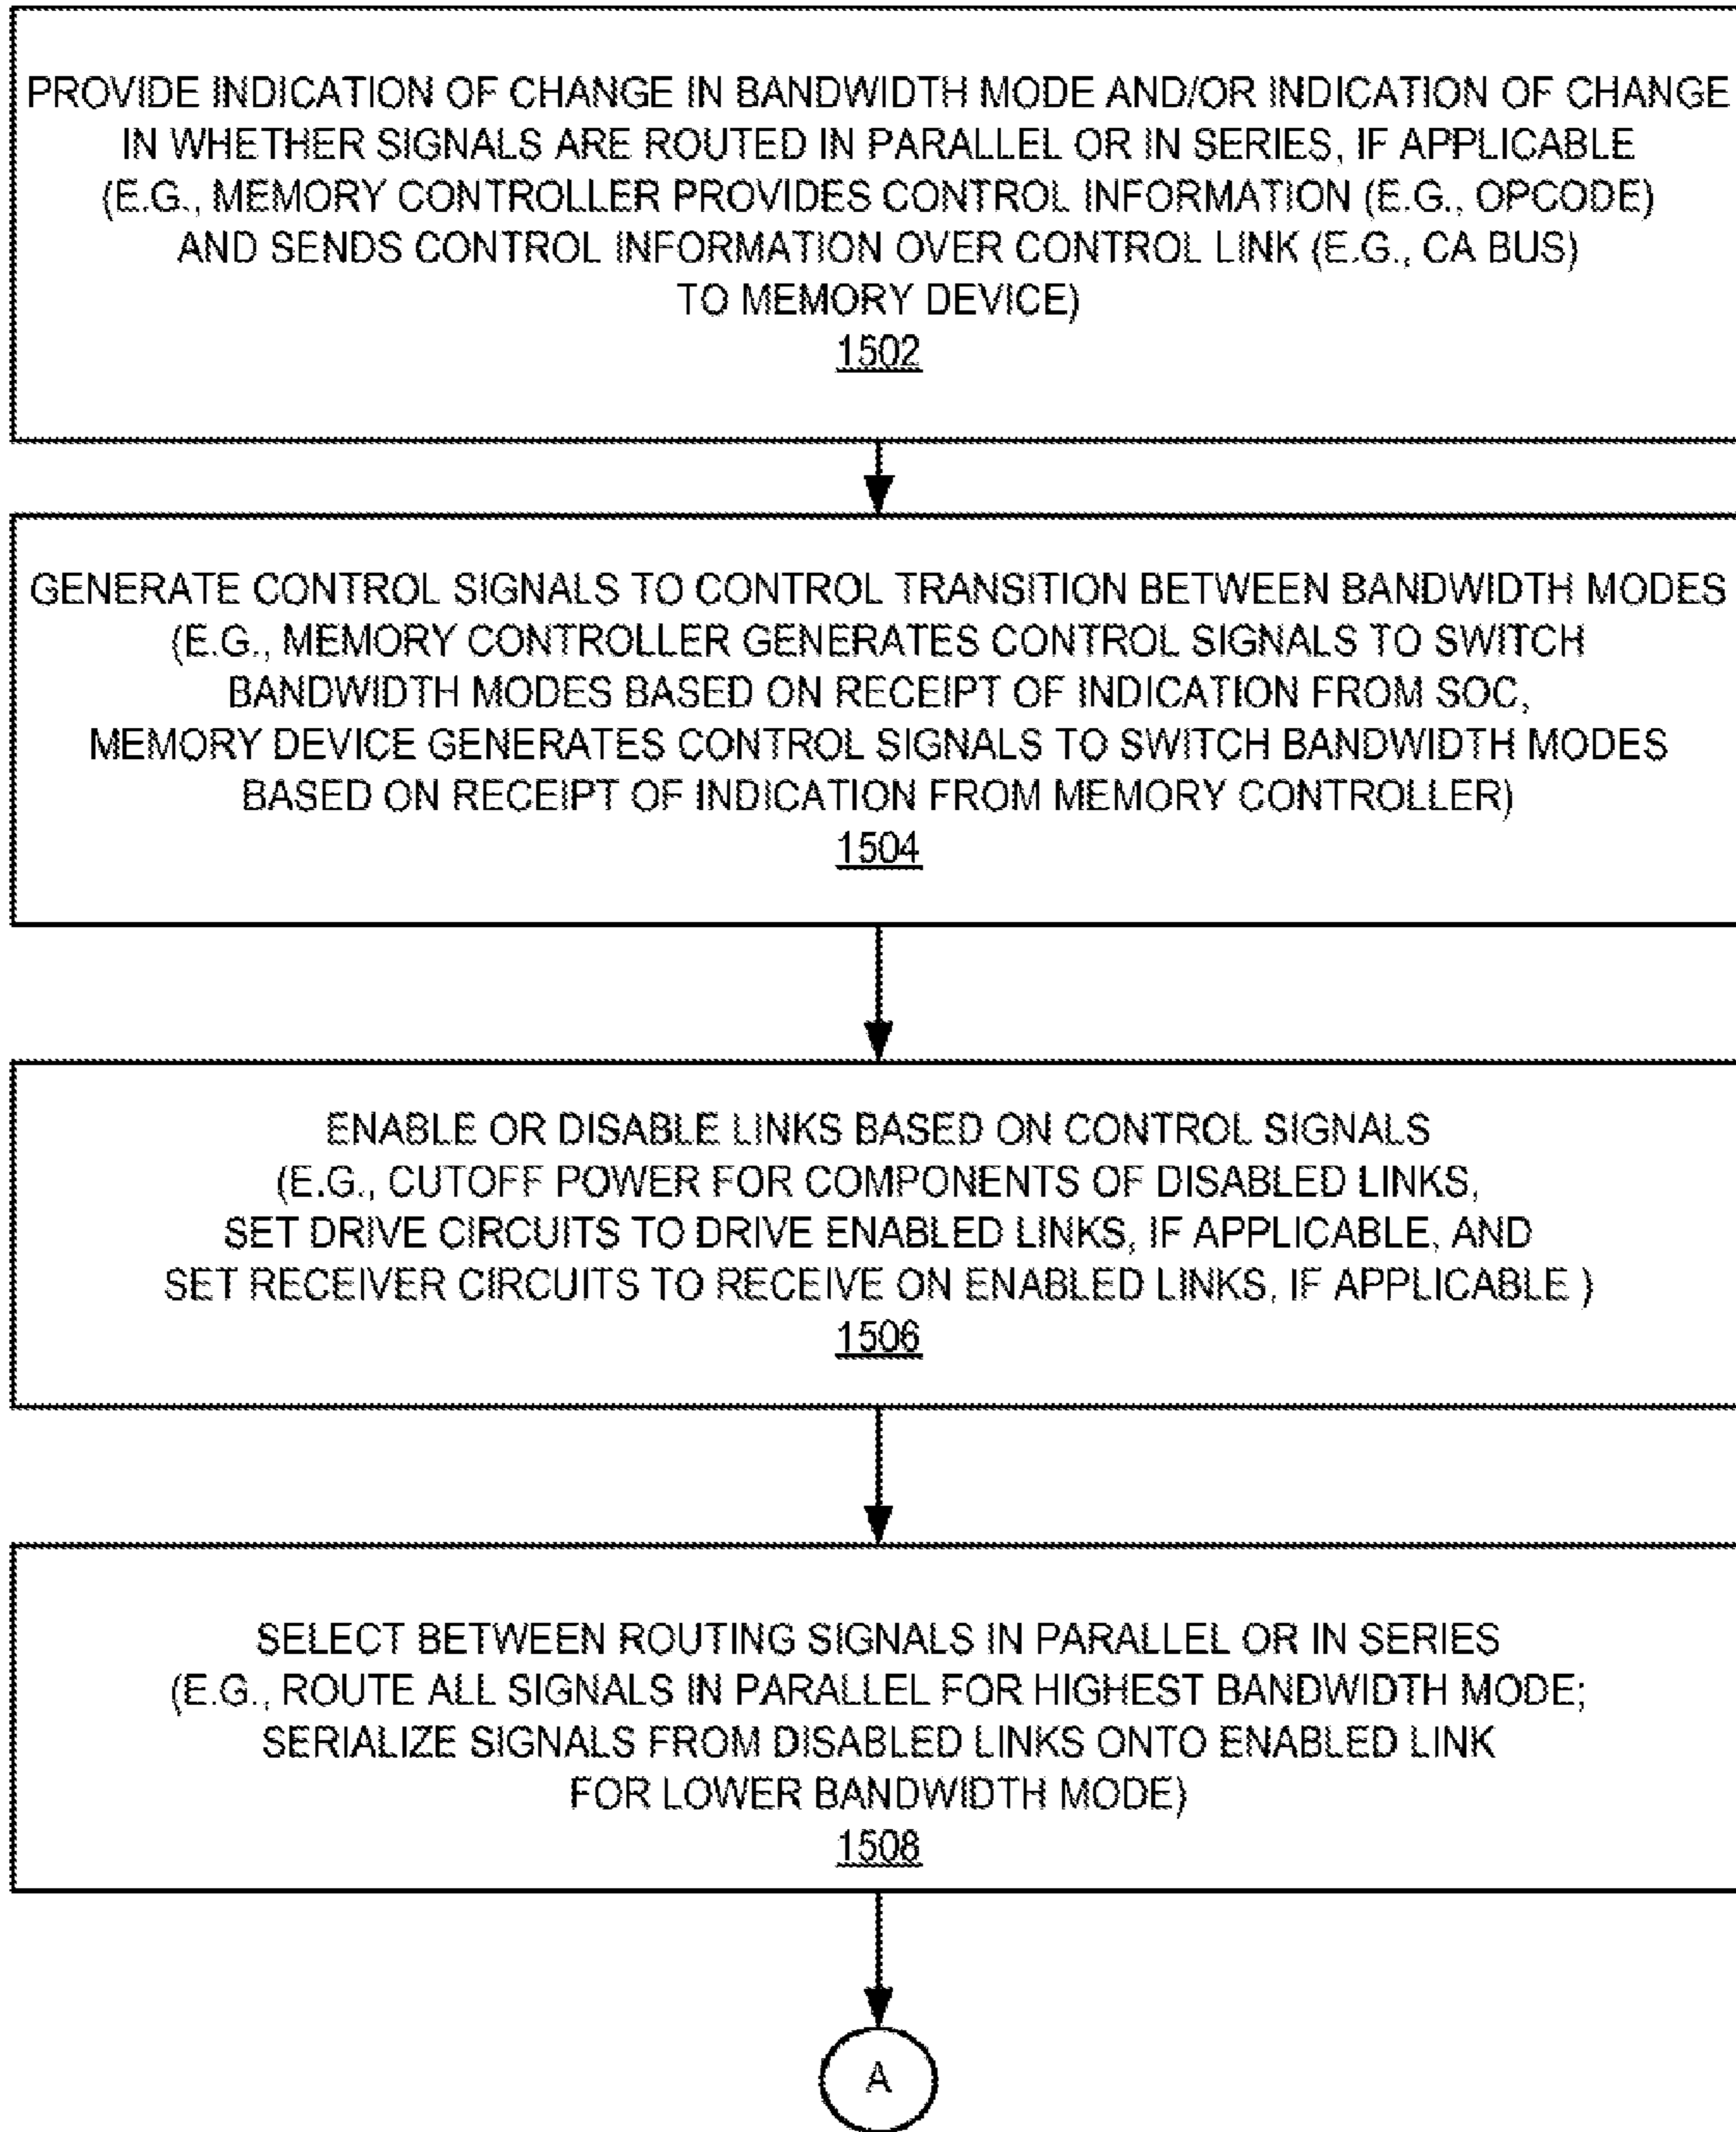 PROVIDE INDICATION OF CHANGE IN BANDWIDTH MODE AND/OR INDICATION OF CHANGE
IN WHETHER SIGNALS ARE ROUTED IN PARALLEL OR IN SERIES, IF APPLICABLE
(E.G., MEMORY CONTROLLER PROVIDES CONTROL INFORMATION (E.G., OPCODE)
AND SENDS CONTROL INFORMATION OVER CONTROL LINK (E.G., CA BUS)
TO MEMORY DEVICE)
1502
GENERATE CONTROL SIGNALS TO CONTROL TRANSITION BETWEEN BANDWIDTH MODES
(E.G., MEMORY CONTROLLER GENERATES CONTROL SIGNALS TO SWITCH
BANDWIDTH MODES BASED ON RECEIPT OF INDICATION FROM SOC,
MEMORY DEVICE GENERATES CONTROL SIGNALS TO SWITCH BANDWIDTH MODES
BASED ON RECEIPT OF INDICATION FROM MEMORY CONTROLLER)
1504
ENABLE OR DISABLE LINKS BASED ON CONTROL SIGNALS
(E.G., CUTOFF POWER FOR COMPONENTS OF DISABLED LINKS,
SET DRIVE CIRCUITS TO DRIVE ENABLED LINKS, IF APPLICABLE, AND
SET RECEIVER CIRCUITS TO RECEIVE ON ENABLED LINKS, IF APPLICABLE )
1506
SELECT BETWEEN ROUTING SIGNALS IN PARALLEL OR IN SERIES
(E.G., ROUTE ALL SIGNALS IN PARALLEL FOR HIGHEST BANDWIDTH MODE;
SERIALIZE SIGNALS FROM DISABLED LINKS ONTO ENABLED LINK
FOR LOWER BANDWIDTH MODE)
1508
A